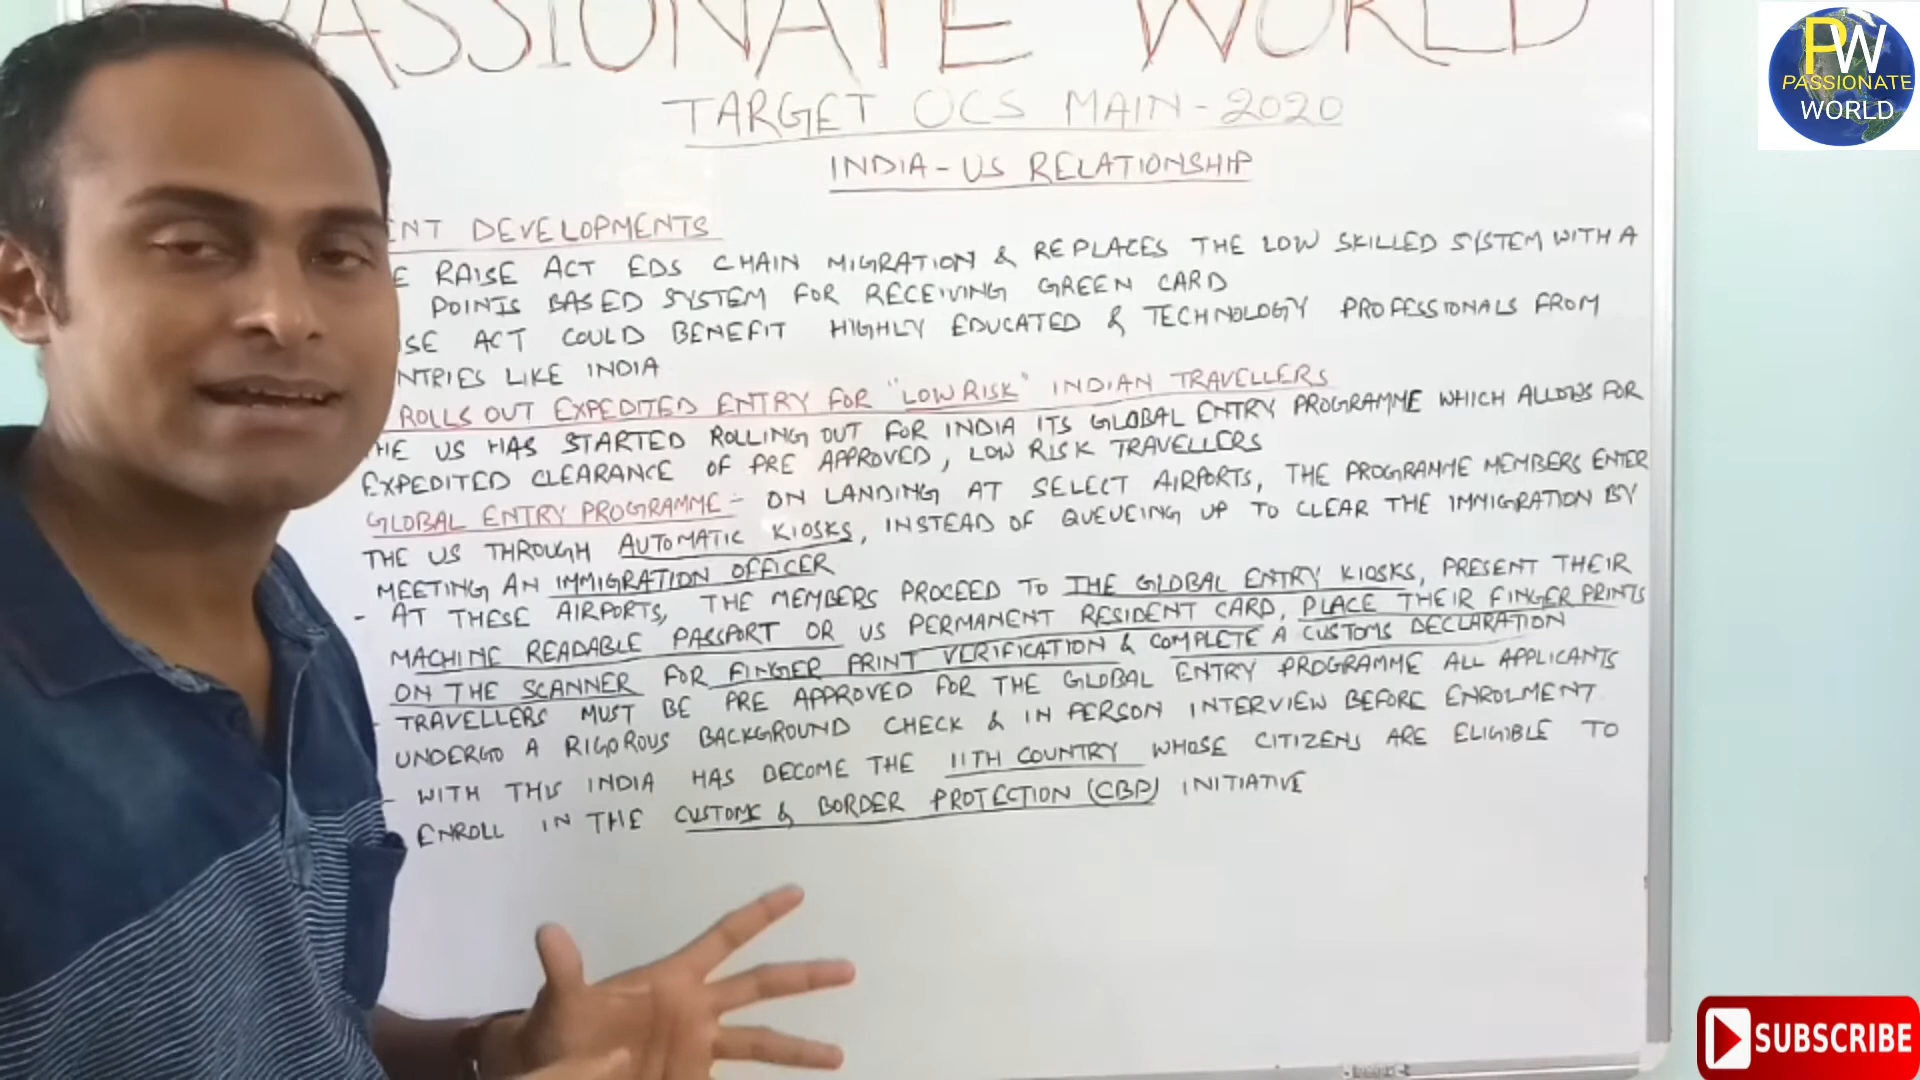 PASSIONATE WORLD
PW
PASSIONATE
WORLD
TARGET OCS MAIN - 2020
INDIA - US RELATIONSHIP
ENT DEVELOPMENTS
E RAISE ACT EDS CHAIN MIGRATION & REPLACES THE LOW SKILLED SYSTEM WITH A
POINTS BASED SYSTEM FOR RECEIVING GREEN CARD
SE ACT COULD BENEFIT HIGHLY EDUCATED & TECHNOLOGY PROFESSIONALS FROM
NTRIES LIKE INDIA
ROLLS OUT EXPEDITED ENTRY FOR "LOW RISK" INDIAN TRAVELLERS
HE US HAS STARTED ROLLING OUT FOR INDIA ITS GLOBAL ENTRY PROGRAMME WHICH ALLOWS FOR
EXPEDITED CLEARANCE OF PRE APPROVED, LOW RISK TRAVELLERS
GLOBAL ENTRY PROGRAMME - ON LANDING AT SELECT AIRPORTS, THE PROGRAMME MEMBERS ENTER
THE US THROUGH AUTOMATIC KIOSKS, INSTEAD OF QUEUEING UP TO CLEAR THE IMMIGRATION BY
MEETING AN IMMIGRATION OFFICER
- AT THESE AIRPORTS, THE MEMBERS PROCEED TO THE GLOBAL ENTRY KIOSKS, PRESENT THEIR
MACHINE READABLE PASSPORT OR US PERMANENT RESIDENT CARD, PLACE THEIR FINGER PRINTS
ON THE SCANNER FOR FINGER PRINT VERIFICATION & COMPLETE A CUSTOMS DECLARATION
- TRAVELLERS MUST BE PRE APPROVED FOR THE GLOBAL ENTRY PROGRAMME ALL APPLICANTS
UNDERGO A RIGOROUS BACKGROUND CHECK & IN PERSON INTERVIEW BEFORE ENROLMENT
- WITH THIS INDIA HAS BECOME THE 11TH COUNTRY WHOSE CITIZENS ARE ELIGIBLE TO
ENROLL IN THE CUSTOMS & BORDER PROTECTION (CBP) INITIATIVE
SUBSCRIBE